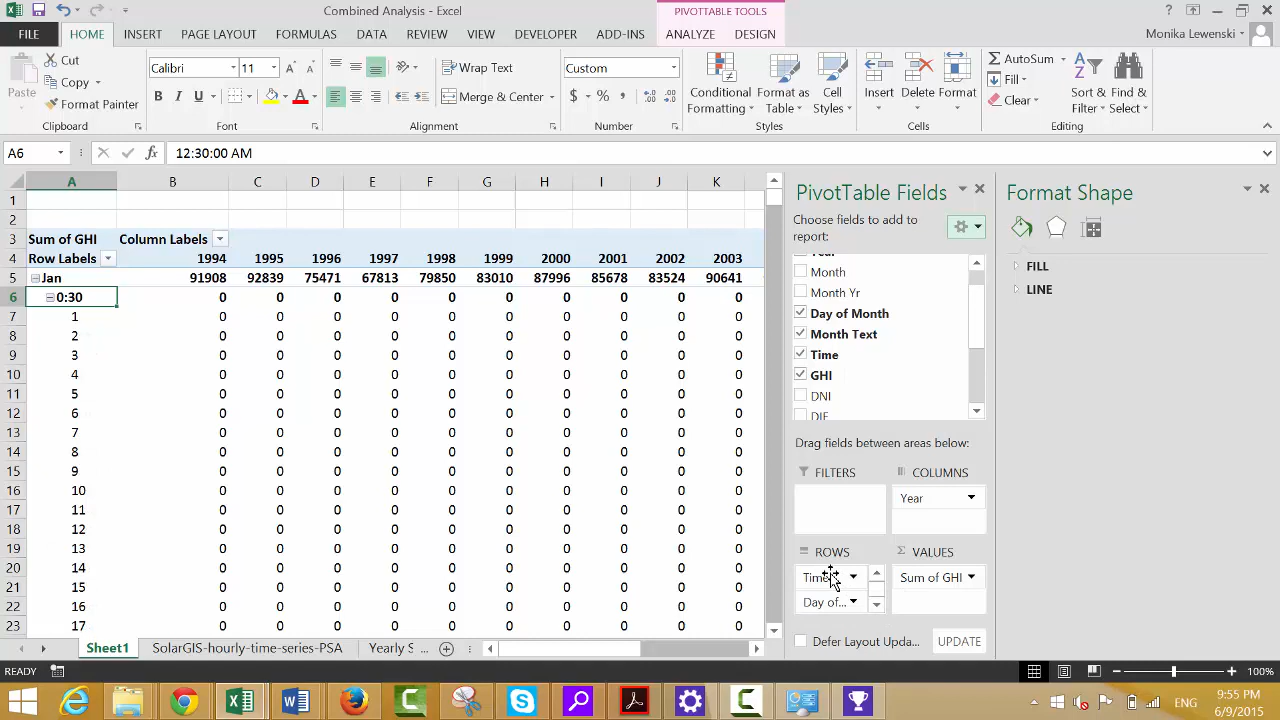 Combined Analysis - Excel
PIVOTTABLE TOOLS
FILE HOME INSERT PAGE LAYOUT FORMULAS DATA REVIEW VIEW DEVELOPER ADD-INS ANALYZE DESIGN Monika Lewenski
Paste
Cut
Copy
Format Painter
Calibri 11
B I U
Wrap Text
Merge & Center
Custom
$ % ,
Conditional Formatting
Format as Table
Cell Styles
Insert Delete Format
AutoSum
Fill
Clear
Sort & Filter
Find & Select
Clipboard Font Alignment Number Styles Cells Editing
A6 fx 12:30:00 AM
A B C D E F G H I J K
1
2
3 Sum of GHI Column Labels
4 Row Labels 1994 1995 1996 1997 1998 1999 2000 2001 2002 2003
5 Jan 91908 92839 75471 67813 79850 83010 87996 85678 83524 90641
6 0:30 0 0 0 0 0 0 0 0 0 0
7 1 0 0 0 0 0 0 0 0 0 0
8 2 0 0 0 0 0 0 0 0 0 0
9 3 0 0 0 0 0 0 0 0 0 0
10 4 0 0 0 0 0 0 0 0 0 0
11 5 0 0 0 0 0 0 0 0 0 0
12 6 0 0 0 0 0 0 0 0 0 0
13 7 0 0 0 0 0 0 0 0 0 0
14 8 0 0 0 0 0 0 0 0 0 0
15 9 0 0 0 0 0 0 0 0 0 0
16 10 0 0 0 0 0 0 0 0 0 0
17 11 0 0 0 0 0 0 0 0 0 0
18 12 0 0 0 0 0 0 0 0 0 0
19 13 0 0 0 0 0 0 0 0 0 0
20 14 0 0 0 0 0 0 0 0 0 0
21 15 0 0 0 0 0 0 0 0 0 0
22 16 0 0 0 0 0 0 0 0 0 0
23 17 0 0 0 0 0 0 0 0 0 0
PivotTable Fields
Choose fields to add to
report:
Year
Month
Month Yr
Day of Month
Month Text
Time
GHI
DNI
DIF
Drag fields between areas below:
FILTERS COLUMNS
Year
ROWS VALUES
Time Sum of GHI
Day of...
Defer Layout Upda... UPDATE
Format Shape
FILL
LINE
Sheet1 SolarGIS-hourly-time-series-PSA Yearly S ...
READY 100%
ENG 9:55 PM
6/9/2015